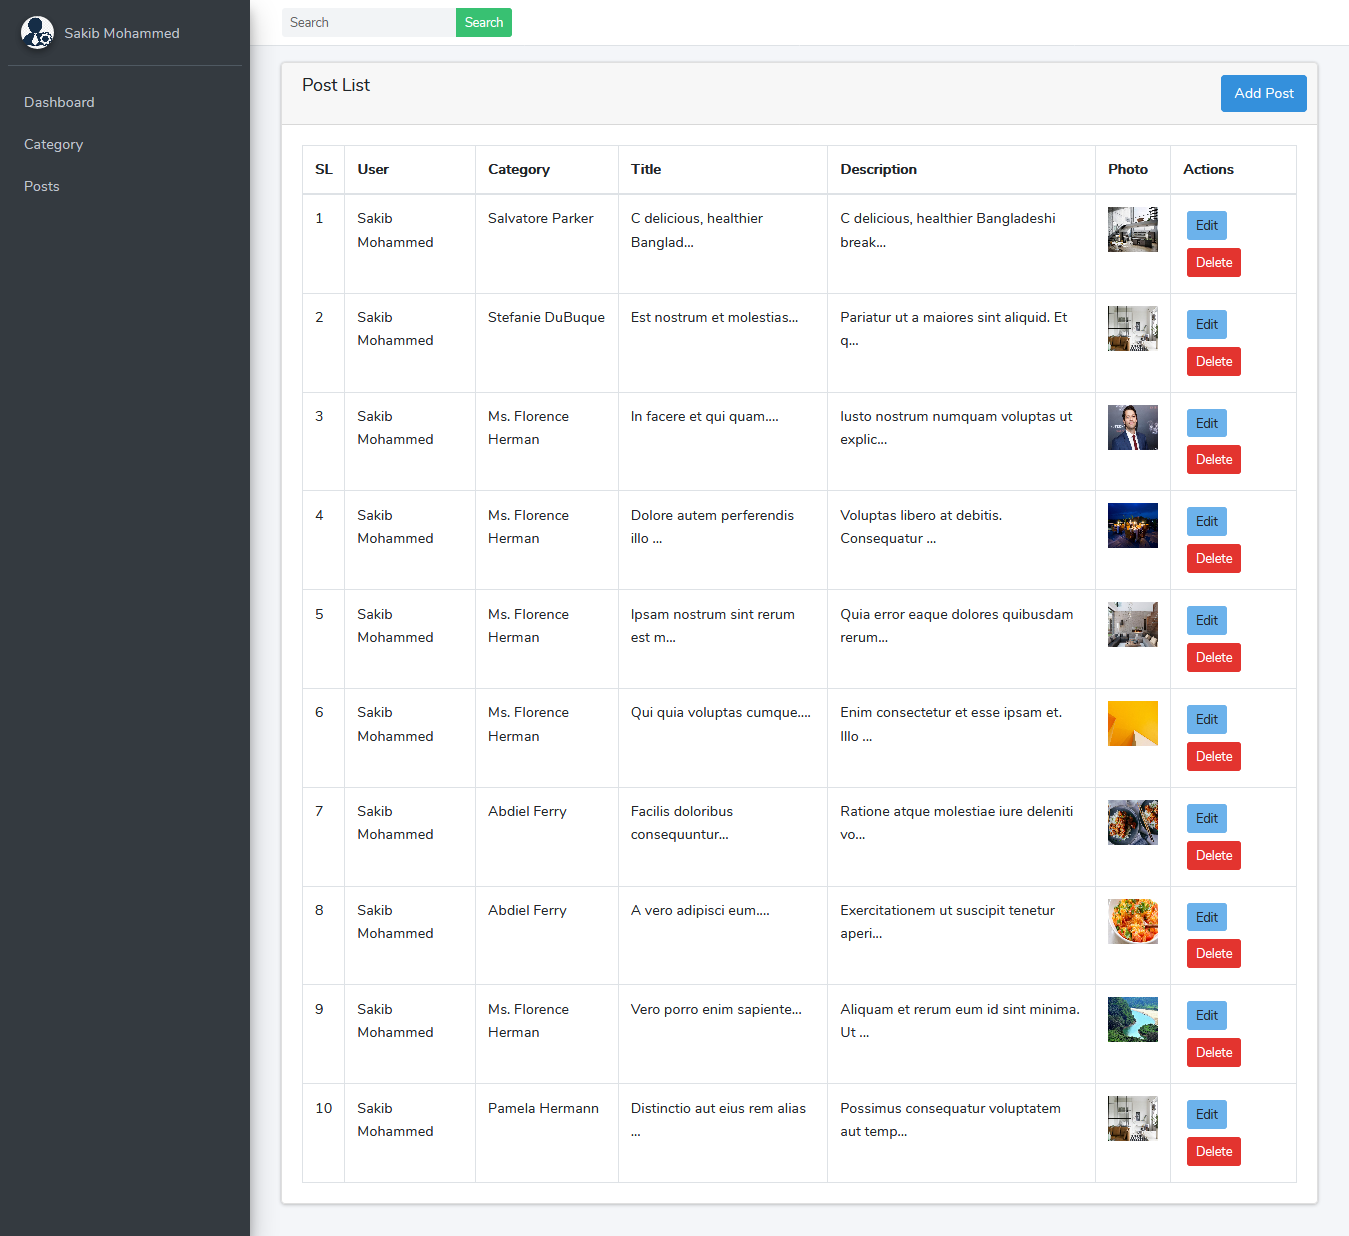 Sakib Mohammed
Dashboard
Category
Posts
Search Search
Post List
Add Post
SL User Category Title Description Photo Actions
1 Sakib Salvatore Parker C delicious, healthier C delicious, healthier Bangladeshi Edit
Mohammed Banglad... break...
Delete
2 Sakib Stefanie DuBuque Est nostrum et molestias... Pariatur ut a maiores sint aliquid. Et Edit
Mohammed q...
Delete
3 Sakib Ms. Florence In facere et qui quam.... Iusto nostrum numquam voluptas ut Edit
Mohammed Herman explic...
Delete
4 Sakib Ms. Florence Dolore autem perferendis Voluptas libero at debitis. Edit
Mohammed Herman illo ... Consequatur ...
Delete
5 Sakib Ms. Florence Ipsam nostrum sint rerum Quia error eaque dolores quibusdam Edit
Mohammed Herman est m... rerum...
Delete
6 Sakib Ms. Florence Qui quia voluptas cumque.... Enim consectetur et esse ipsam et. Edit
Mohammed Herman Illo ...
Delete
7 Sakib Abdiel Ferry Facilis doloribus Ratione atque molestiae iure deleniti Edit
Mohammed consequuntur... vo...
Delete
8 Sakib Abdiel Ferry A vero adipisci eum.... Exercitationem ut suscipit tenetur Edit
Mohammed aperi...
Delete
9 Sakib Ms. Florence Vero porro enim sapiente... Aliquam et rerum eum id sint minima. Edit
Mohammed Herman Ut ...
Delete
10 Sakib Pamela Hermann Distinctio aut eius rem alias Possimus consequatur voluptatem Edit
Mohammed ... aut temp...
Delete